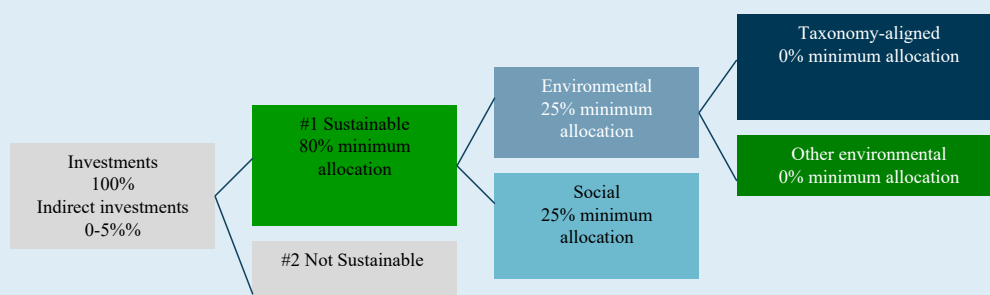 Investments
100%
Indirect investments
0-5%%
#1 Sustainable
80% minimum
allocation
#2 Not Sustainable
Environmental
25% minimum
allocation
Social
25% minimum
allocation
Taxonomy-aligned
0% minimum allocation
Other environmental
0% minimum allocation